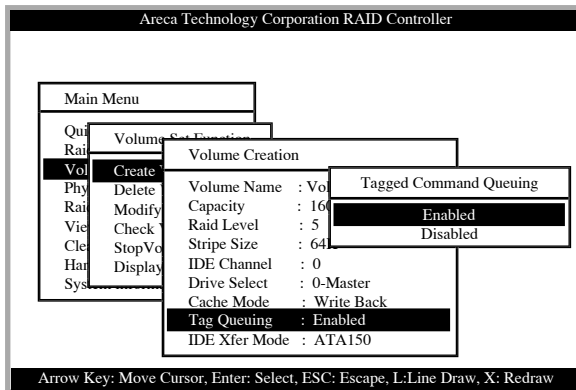 Areca Technology Corporation RAID Controller
Main Menu
Volume Set Function
Create
Delete
Modify
Check
Display
Volume Creation
Volume Name :
Capacity :
Raid Level : 5
Stripe Size :
IDE Channel : 0
Drive Select : 0-Master
Cache Mode : Write Back
Tag Queuing : Enabled
IDE Xfer Mode : ATA150
Tagged Command Queuing
Enabled
Disabled
Arrow Key: Move Cursor, Enter: Select, ESC: Escape, L:Line Draw, X: Redraw